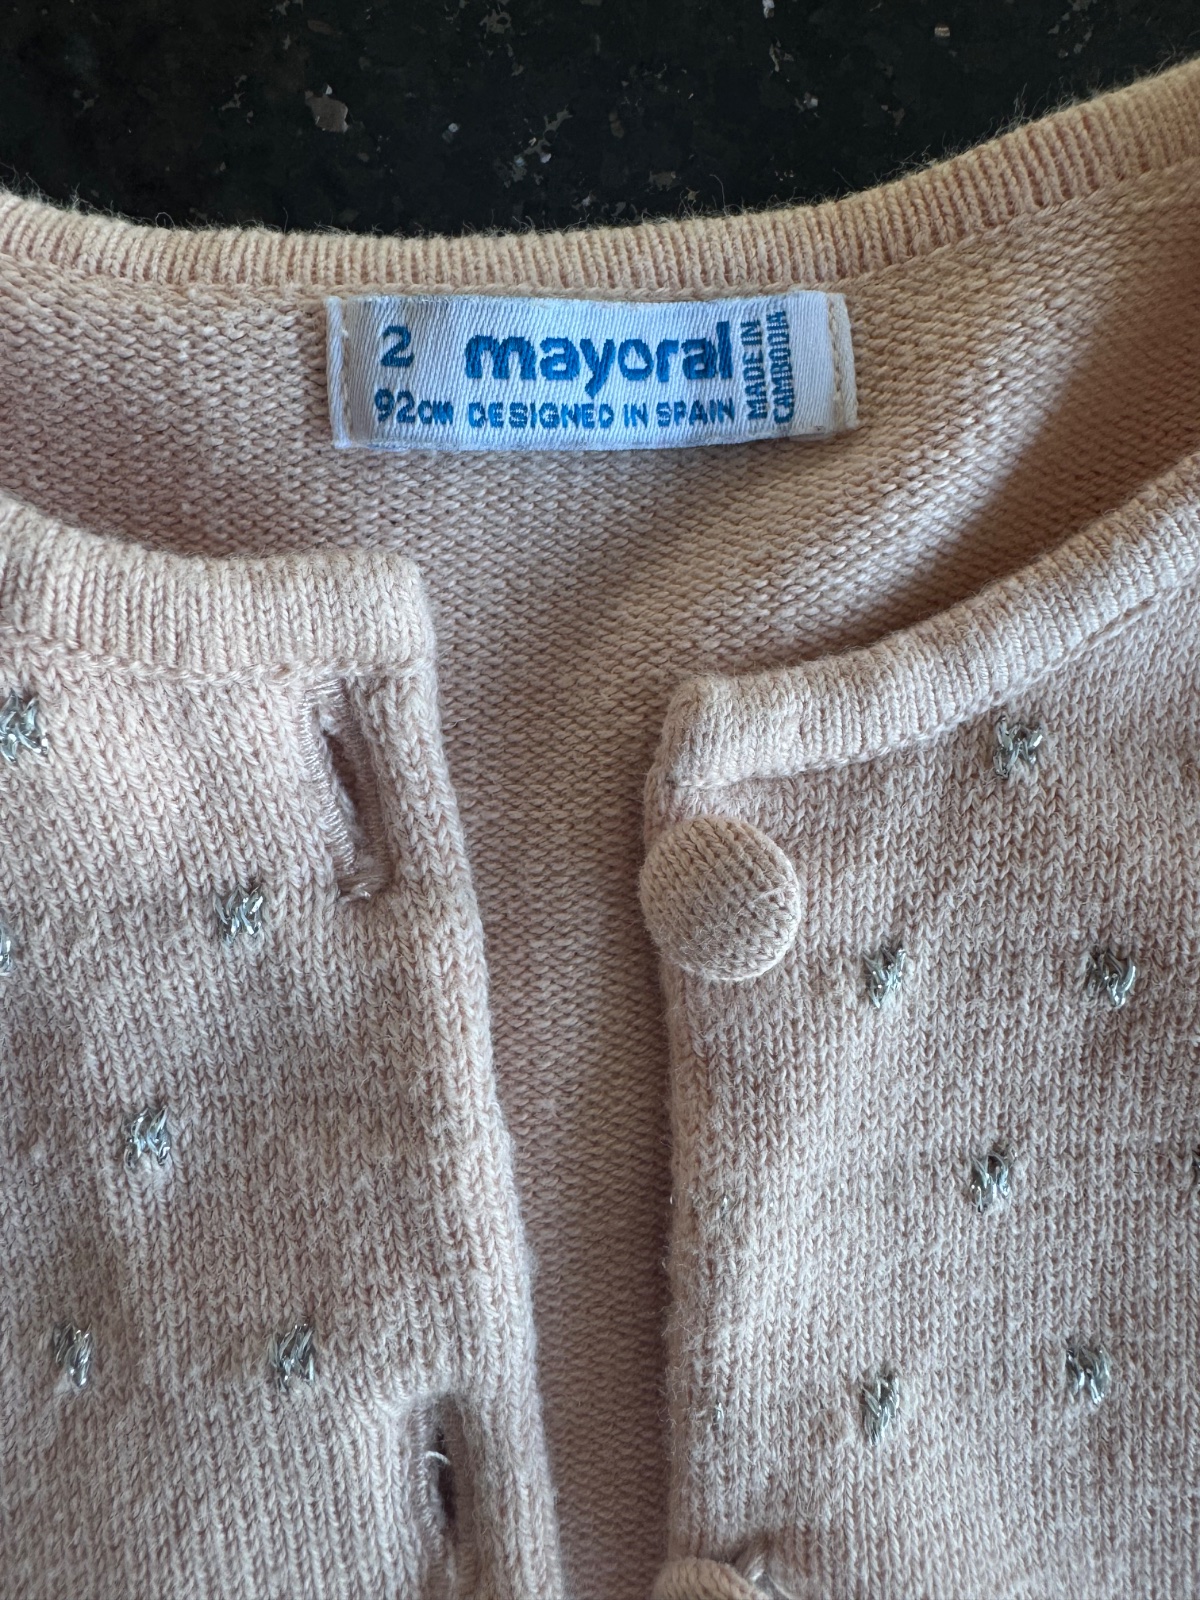 2 mayoral
92CM DESIGNED IN SPAIN
MADE IN
CAMBODIA